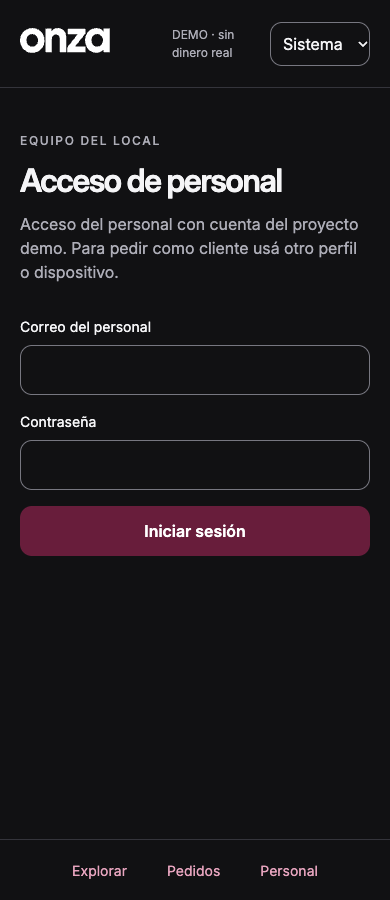 onza
DEMO · sin
dinero real
Sistema
EQUIPO DEL LOCAL
Acceso de personal
Acceso del personal con cuenta del proyecto
demo. Para pedir como cliente usá otro perfil
o dispositivo.
Correo del personal
Contraseña
Iniciar sesión
Explorar
Pedidos
Personal